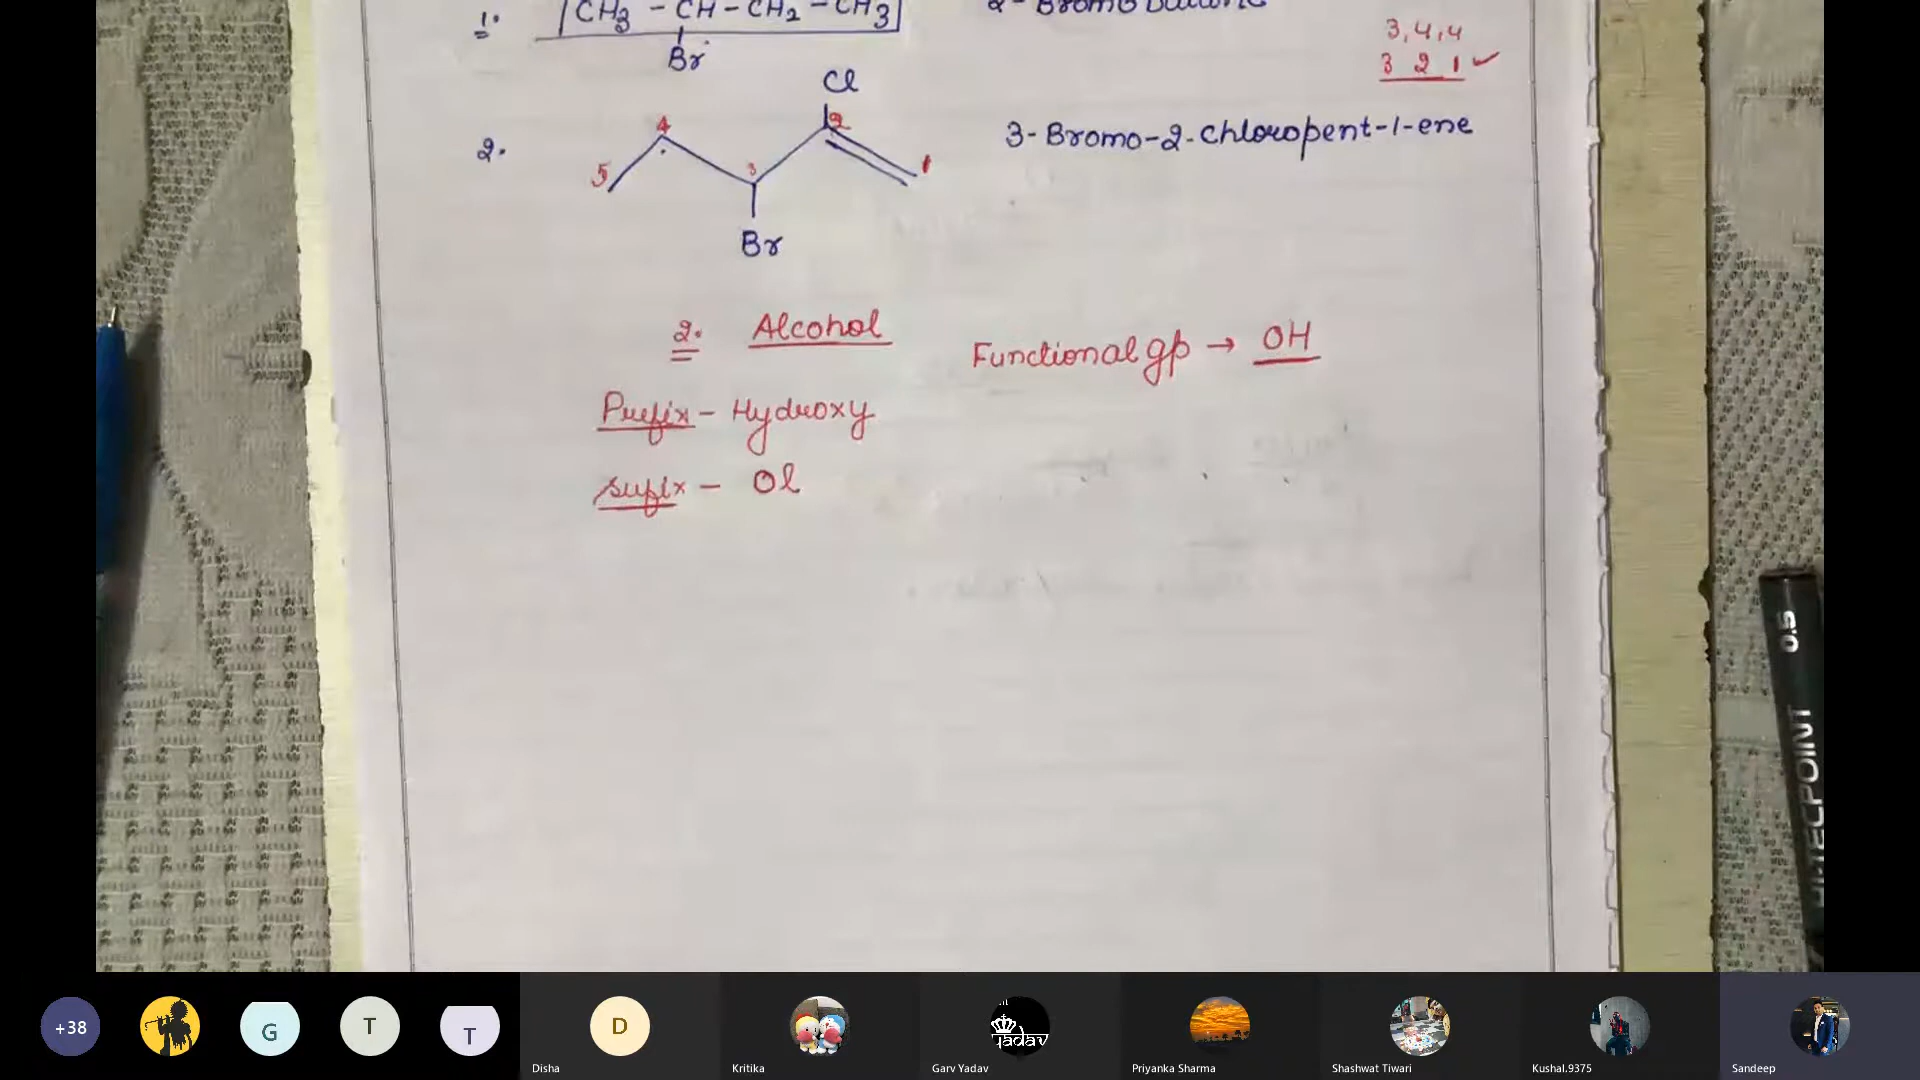 1. CH3 - CH - CH2 - CH3
2 - Bromo Butane
Br
3,4,4
3 2 1 ✓
Cl
2. 5 4 3 2 1
3-Bromo-2-chloropent-1-ene
Br
2. Alcohol
Functional gp → OH
Prefix - Hydroxy
sufix - Ol
0.5
+38
G
T
T
D
yadav
Disha
Kritika
Garv Yadav
Priyanka Sharma
Shashwat Tiwari
Kushal.9375
Sandeep